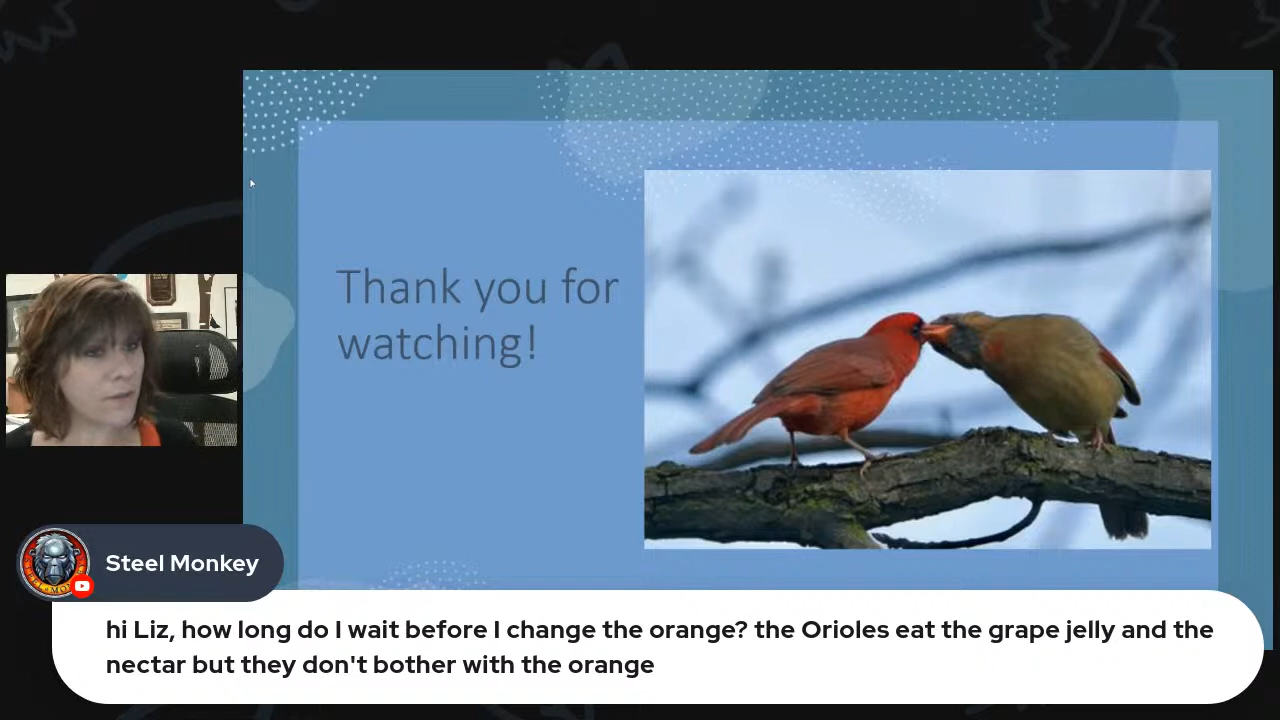 Thank you for
watching!
Steel Monkey
hi Liz, how long do I wait before I change the orange? the Orioles eat the grape jelly and the
nectar but they don't bother with the orange